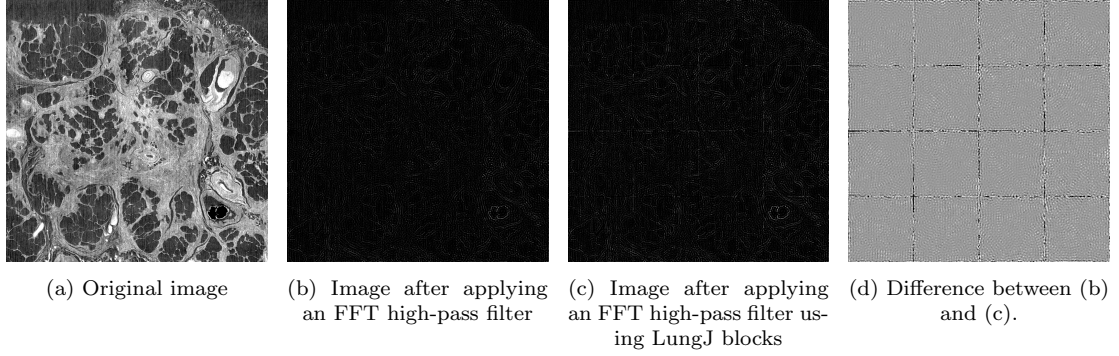 (a) Original image
(b) Image after applying
an FFT high-pass filter
(c) Image after applying
an FFT high-pass filter us-
ing LungJ blocks
(d) Difference between (b)
and (c).